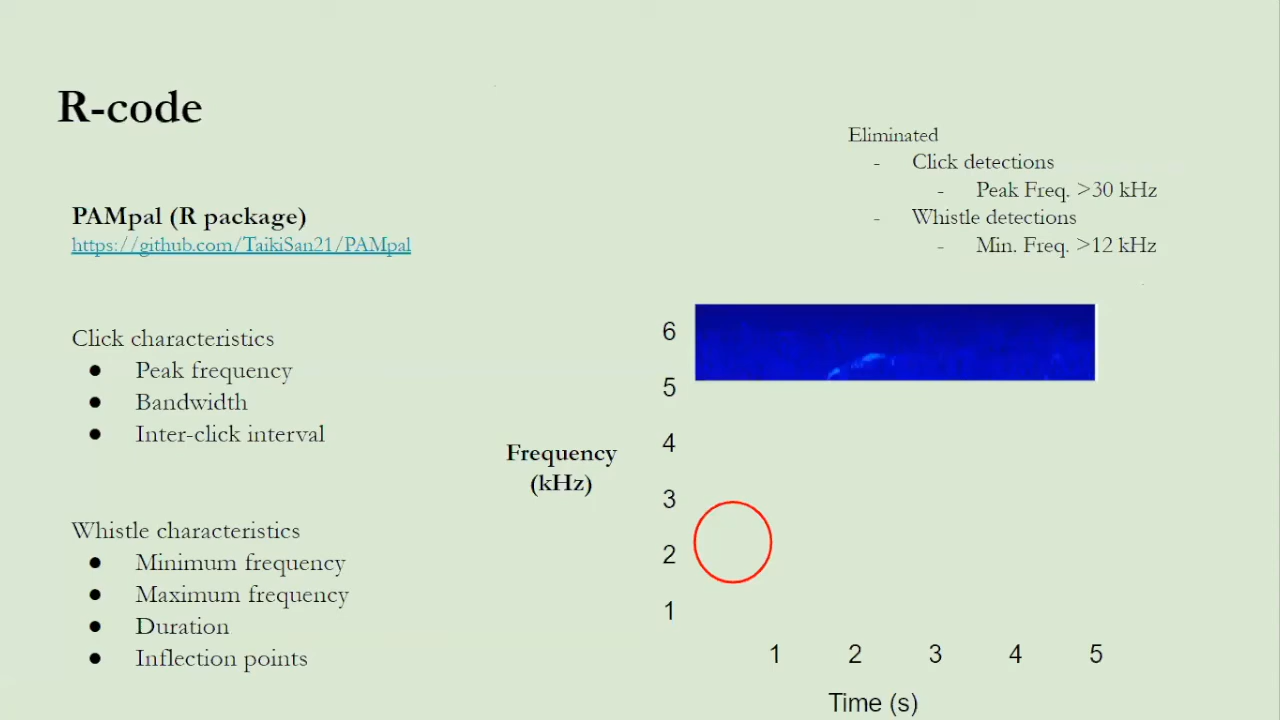 R-code
PAMpal (R package)
https://github.com/TaikiSan21/PAMpal
Click characteristics
● Peak frequency
● Bandwidth
● Inter-click interval
Whistle characteristics
● Minimum frequency
● Maximum frequency
● Duration
● Inflection points
Eliminated
- Click detections
- Peak Freq. >30 kHz
- Whistle detections
- Min. Freq. >12 kHz
Frequency
(kHz)
6
5
4
3
2
1
1 2 3 4 5
Time (s)